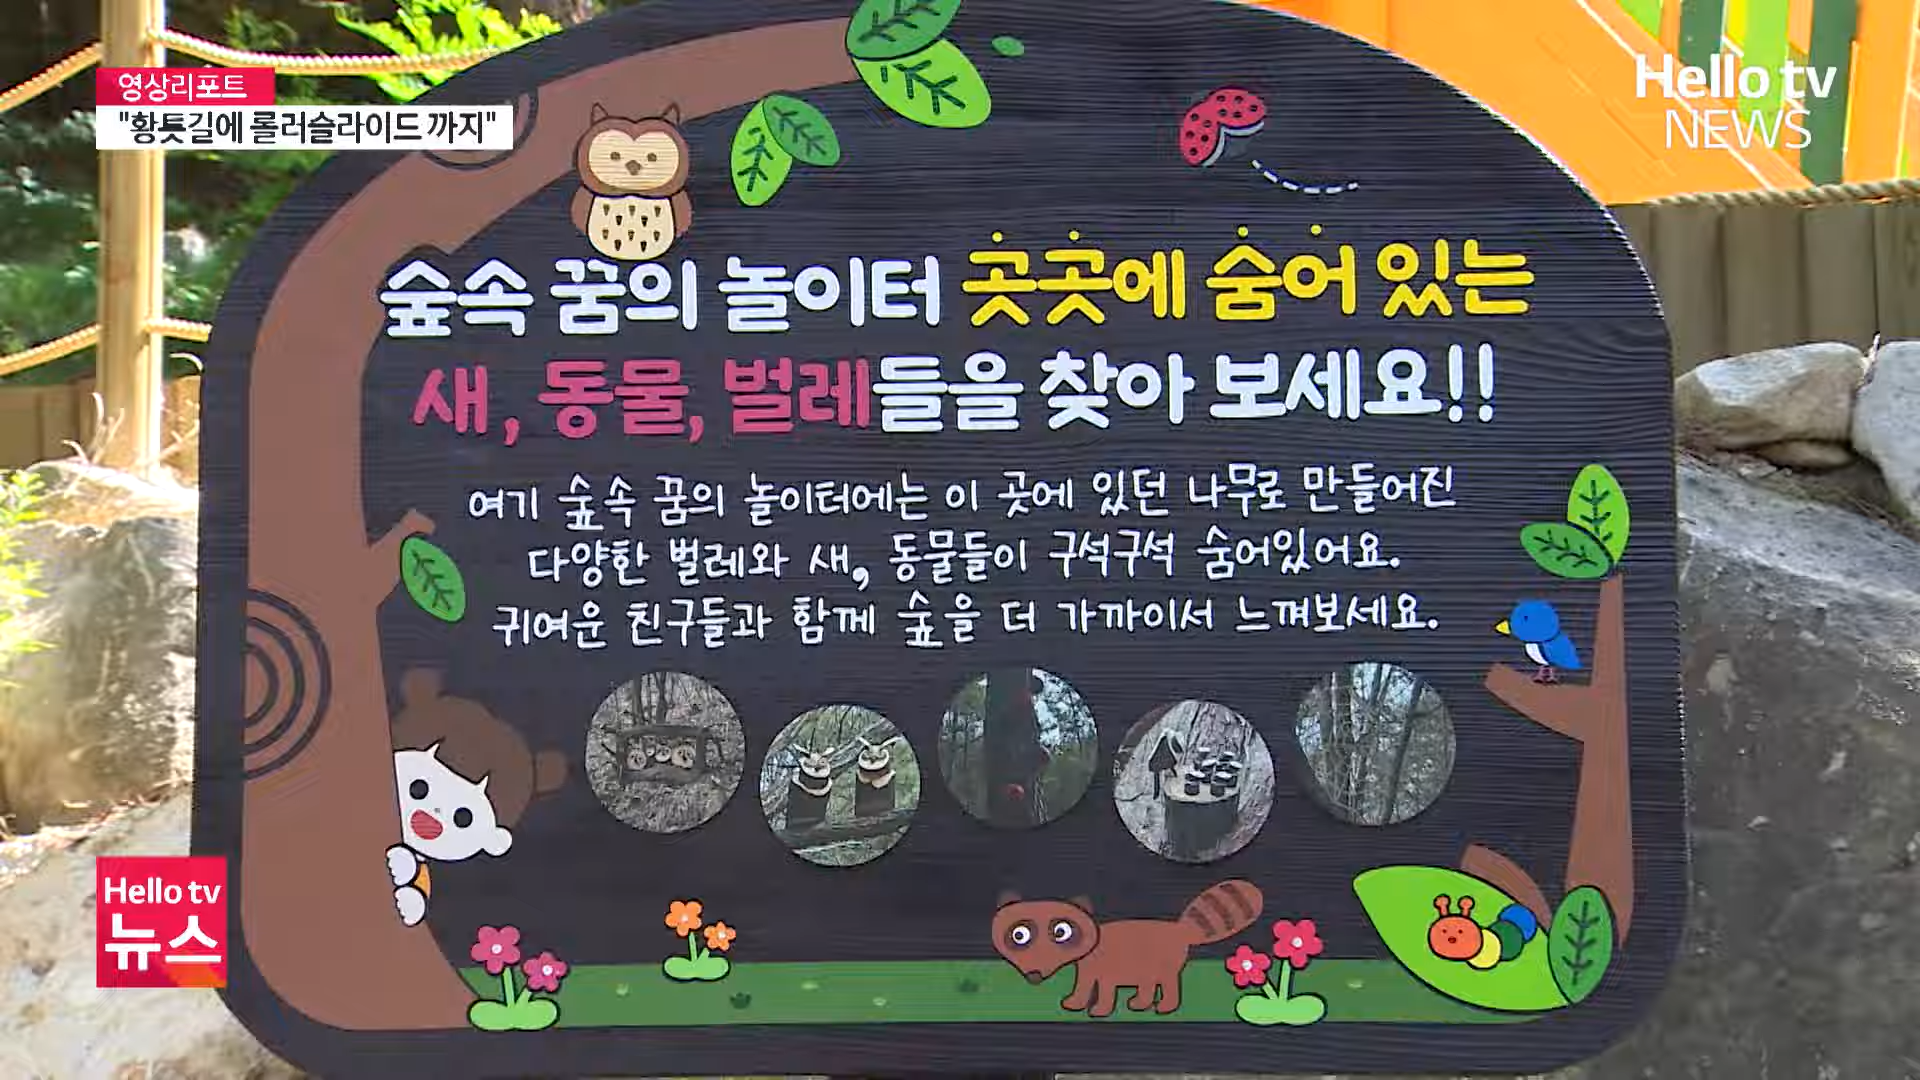 영상리포트
"황톳길에 롤러슬라이드 까지"
Hello tv
NEWS
숲속 꿈의 놀이터 곳곳에 숨어 있는
새, 동물, 벌레들을 찾아 보세요!!
여기 숲속 꿈의 놀이터에는 이 곳에 있던 나무로 만들어진
다양한 벌레와 새, 동물들이 구석구석 숨어있어요.
귀여운 친구들과 함께 숲을 더 가까이서 느껴보세요.
Hello tv
뉴스